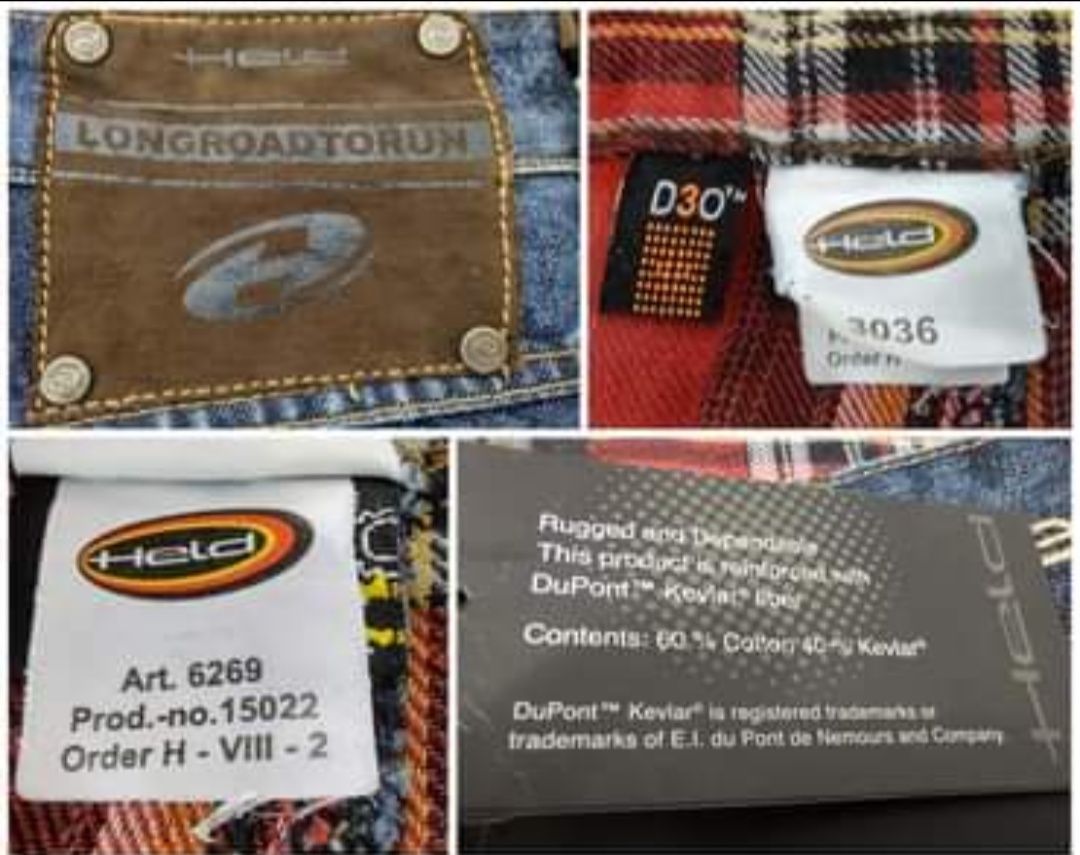 Held
LONGROADTORUN
D3O™
Held
3036
Order
Held
Art. 6269
Prod.-no.15022
Order H - VIII - 2
Rugged and Dependable
This product is reinforced with
DuPont™ Kevlar® fiber
Contents: 60 % Cotton 40 % Kevlar®
DuPont™ Kevlar® is registered trademarks or
trademarks of E.I. du Pont de Nemours and Company
Held